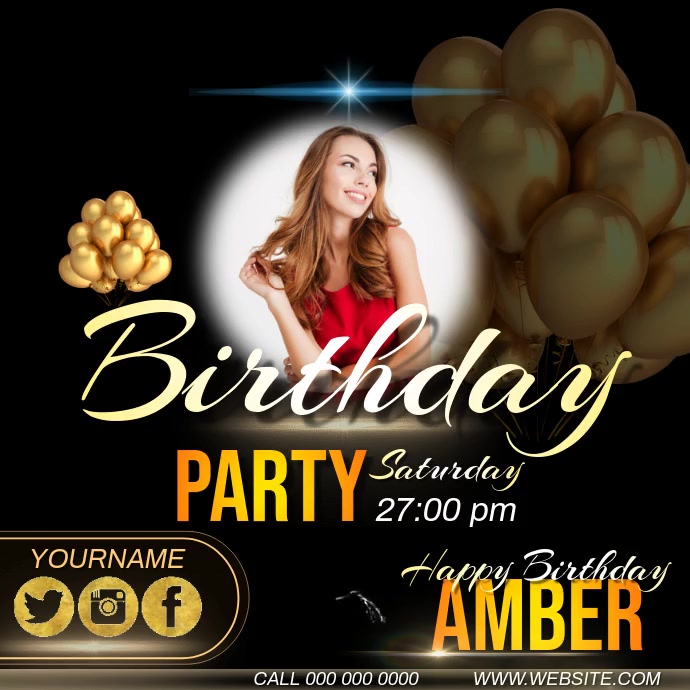 Birthday
PARTY Saturday
27:00 pm
YOURNAME
Happy Birthday
AMBER
CALL 000 000 0000 WWW.WEBSITE.COM